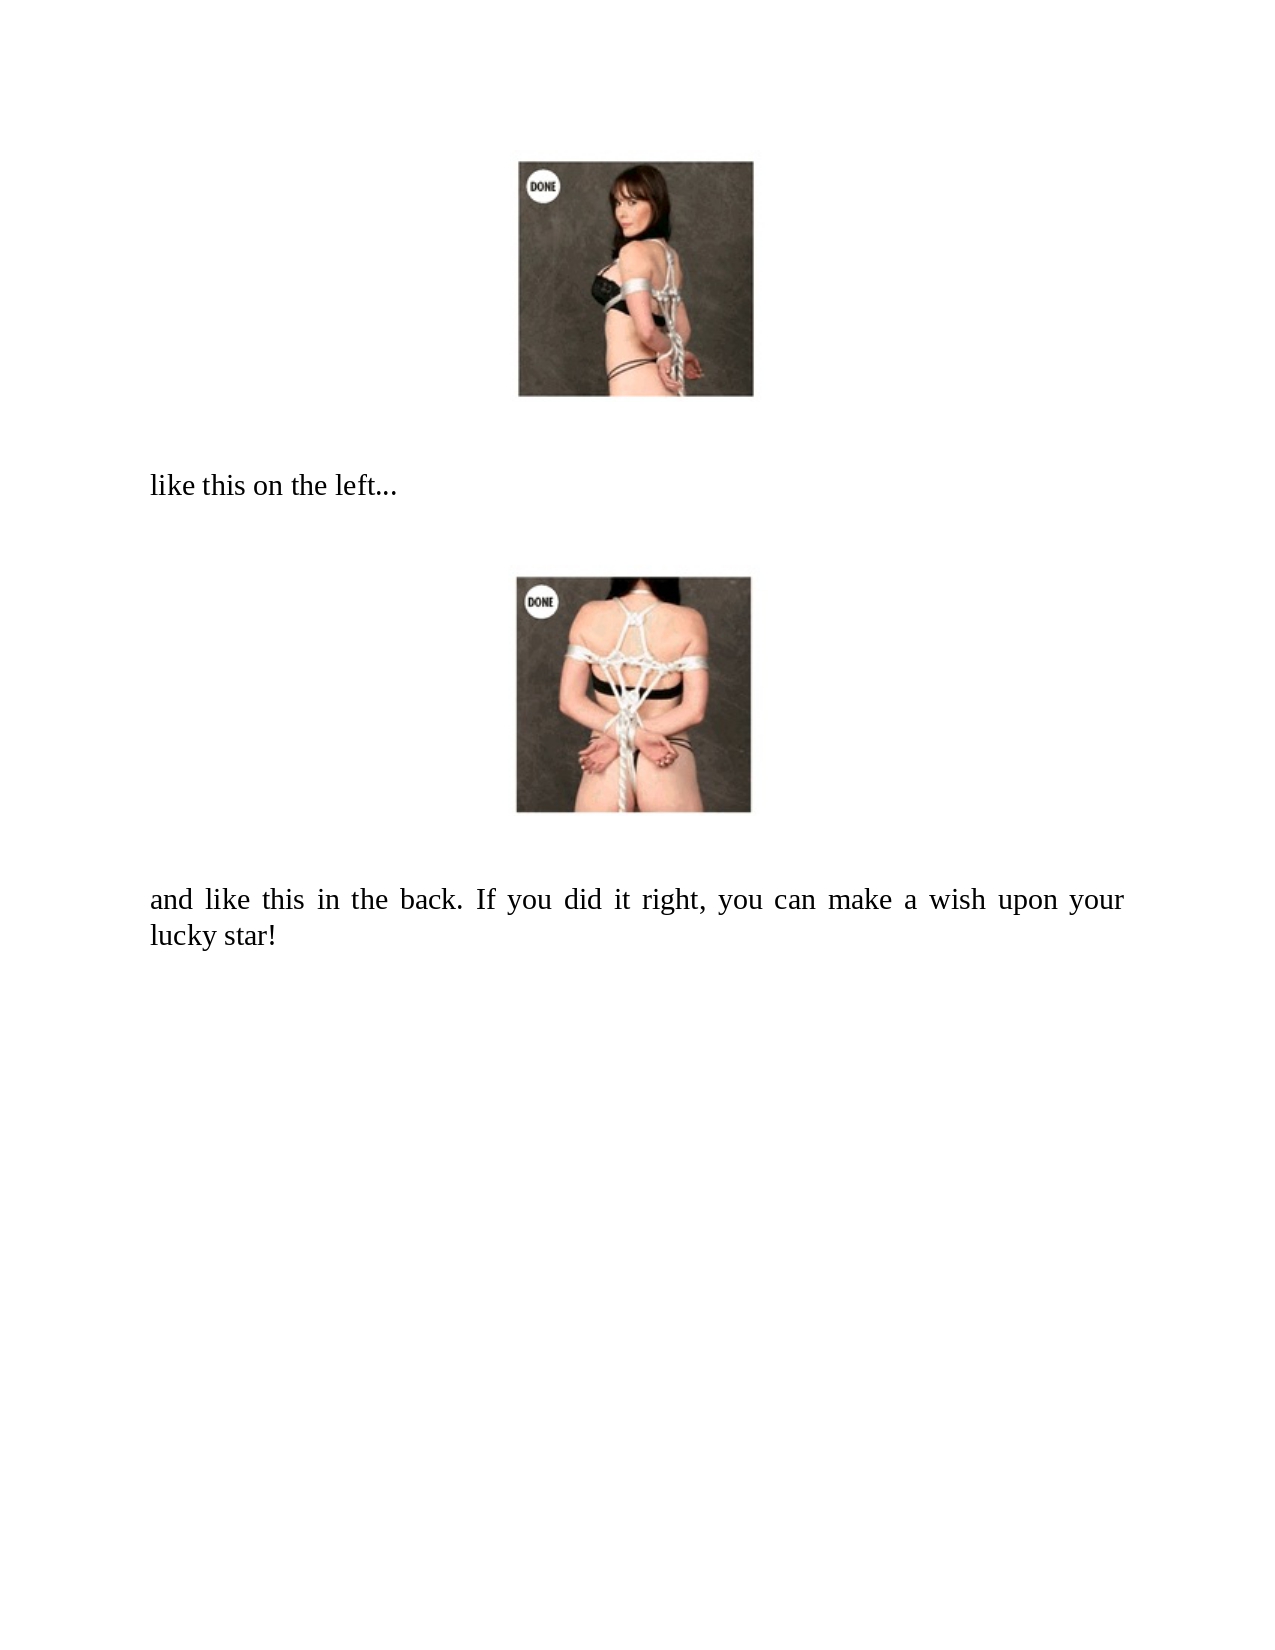 DONE
like this on the left...
DONE
and like this in the back. If you did it right, you can make a wish upon your
lucky star!